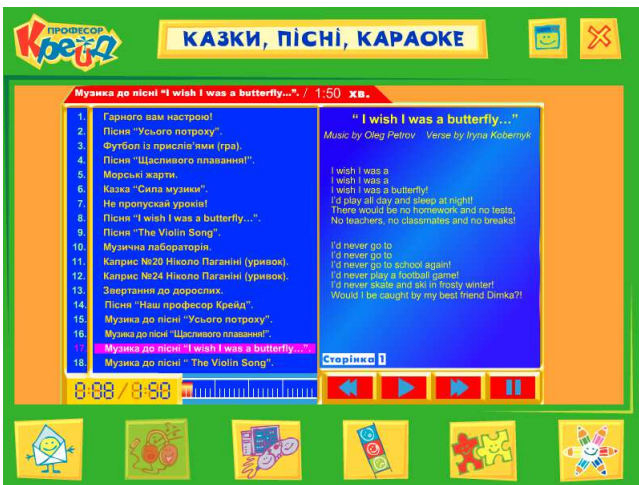 ПРОФЕСОР
Крейд
КАЗКИ, ПІСНІ, КАРАОКЕ
Музика до пісні "I wish I was a butterfly...". / 1:50 хв.
1. Гарного вам настрою!
2. Пісня "Усього потроху".
3. Футбол із прислів'ями (гра).
4. Пісня "Щасливого плавання!".
5. Морські жарти.
6. Казка "Сила музики".
7. Не пропускай уроків!
8. Пісня "I wish I was a butterfly...".
9. Пісня "The Violin Song".
10. Музична лабораторія.
11. Каприс №20 Ніколо Паганіні (уривок).
12. Каприс №24 Ніколо Паганіні (уривок).
13. Звертання до дорослих.
14. Пісня "Наш професор Крейд".
15. Музика до пісні "Усього потроху".
16. Музика до пісні "Щасливого плавання!".
17. Музика до пісні "I wish I was a butterfly...".
18. Музика до пісні " The Violin Song".
" I wish I was a butterfly..."
Music by Oleg Petrov Verse by Iryna Kobernyk
I wish I was a
I wish I was a
I wish I was a butterfly!
I'd play all day and sleep at night!
There would be no homework and no tests,
No teachers, no classmates and no breaks!
I'd never go to
I'd never go to
I'd never go to school again!
I'd never play a football game!
I'd never skate and ski in frosty winter!
Would I be caught by my best friend Dimka?!
Сторінка 1